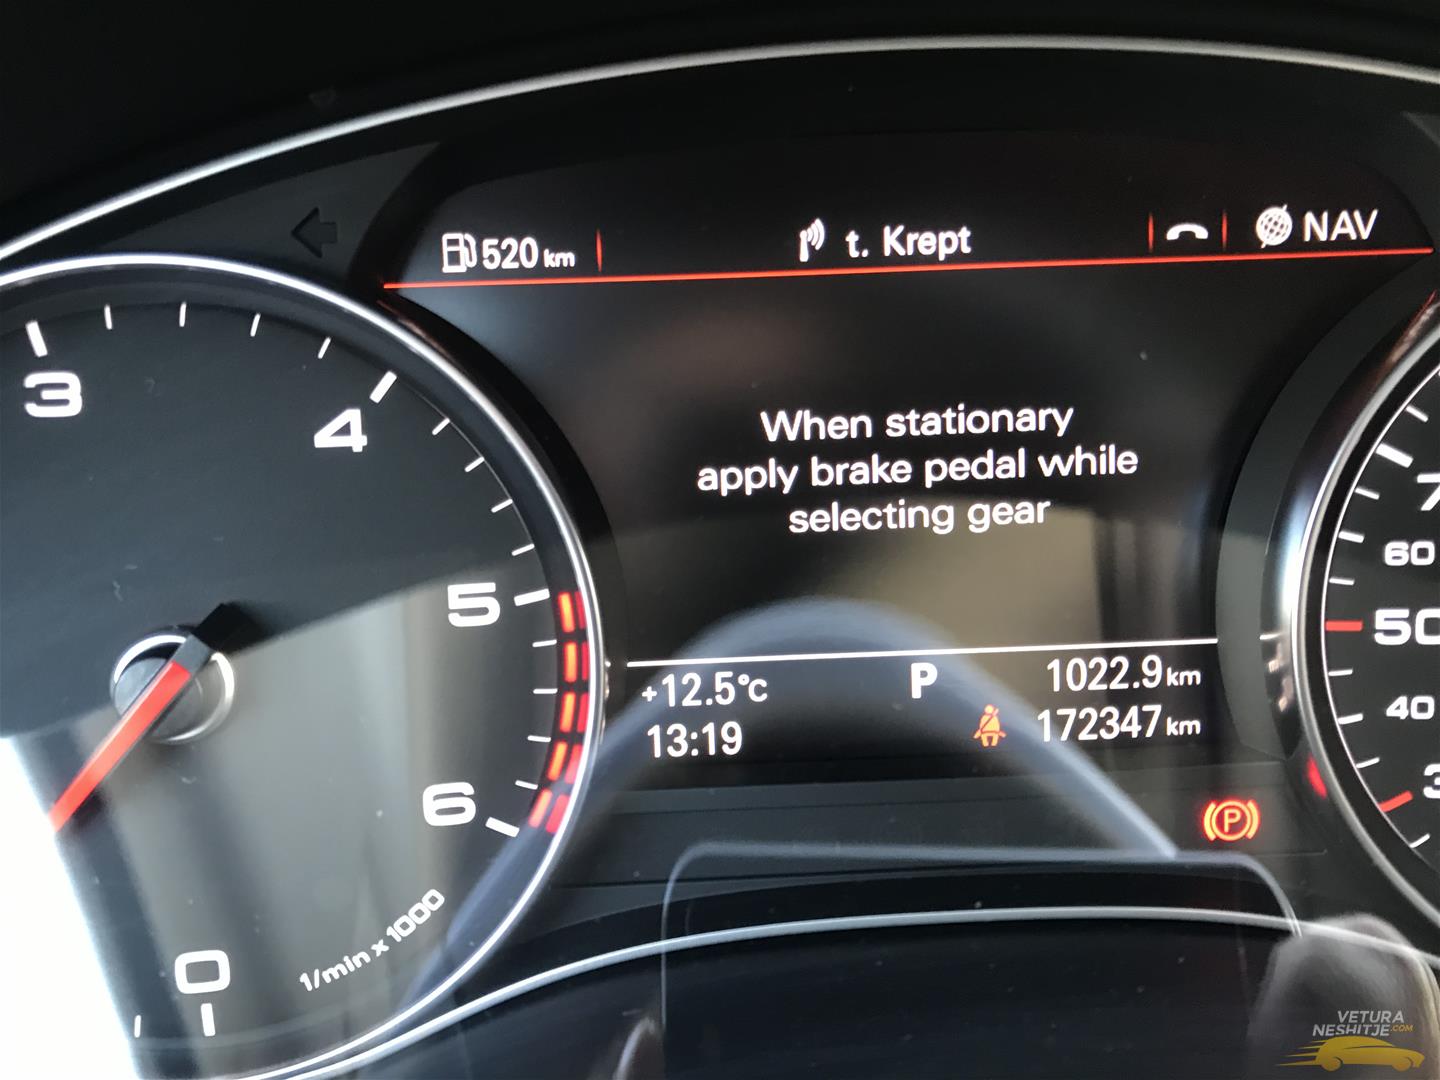 520 km
t. Krept
NAV
When stationary
apply brake pedal while
selecting gear
+12.5°C
P
1022.9 km
13:19
172347 km
3
4
5
6
0
1/min x 1000
60
40
P
VETURA
NESHITJE.COM